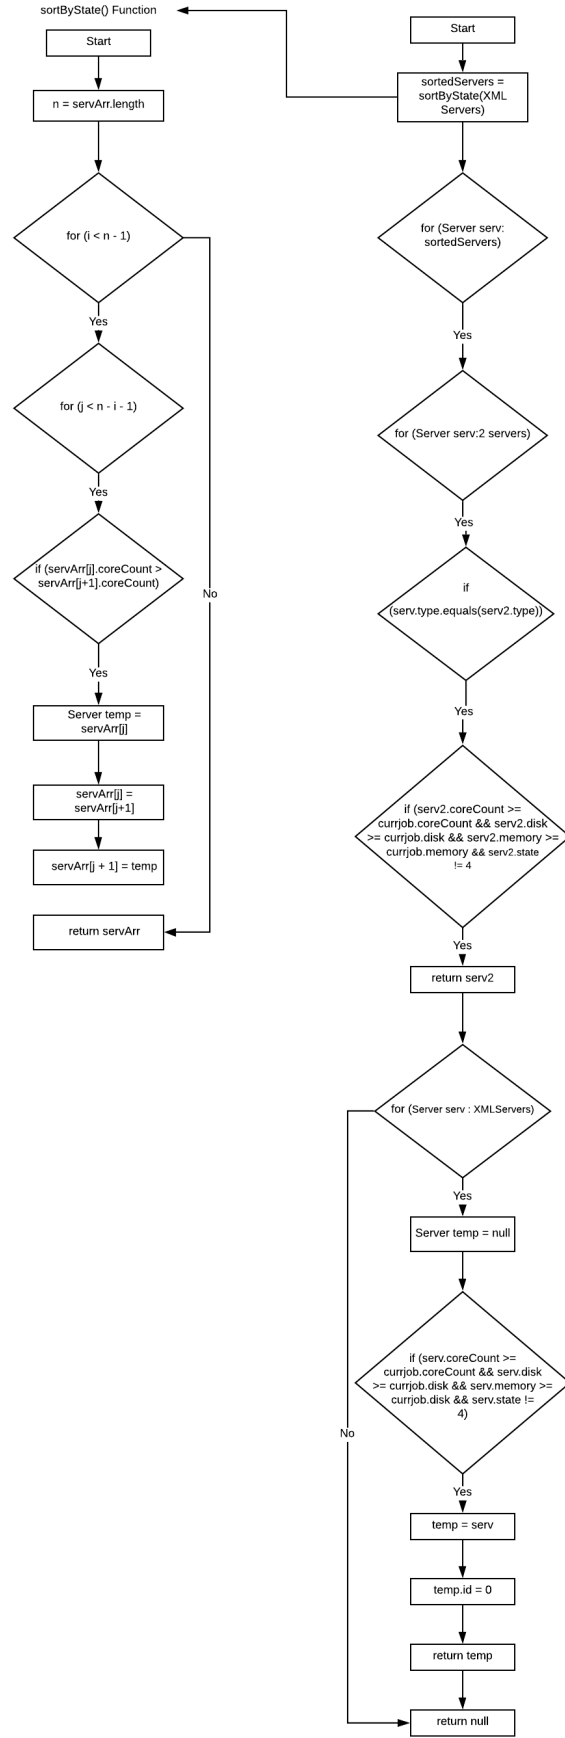 sortByState() Function
Start
n = servArr.length
for (i < n - 1)
Yes
for (j < n - i - 1)
Yes
if (servArr[j].coreCount >
servArr[j+1].coreCount)
No
Yes
Server temp =
servArr[j]
servArr[j] =
servArr[j+1]
servArr[j + 1] = temp
return servArr
Start
sortedServers =
sortByState(XML
Servers)
for (Server serv:
sortedServers)
Yes
for (Server serv:2 servers)
Yes
if
(serv.type.equals(serv2.type))
Yes
if (serv2.coreCount >=
currjob.coreCount && serv2.disk
>= currjob.disk && serv2.memory >=
currjob.memory && serv2.state
!= 4
Yes
return serv2
for (Server serv : XMLServers)
Yes
Server temp = null
if (serv.coreCount >=
currjob.coreCount && serv.disk
>= currjob.disk && serv.memory >=
currjob.disk && serv.state !=
4)
No
Yes
temp = serv
temp.id = 0
return temp
return null